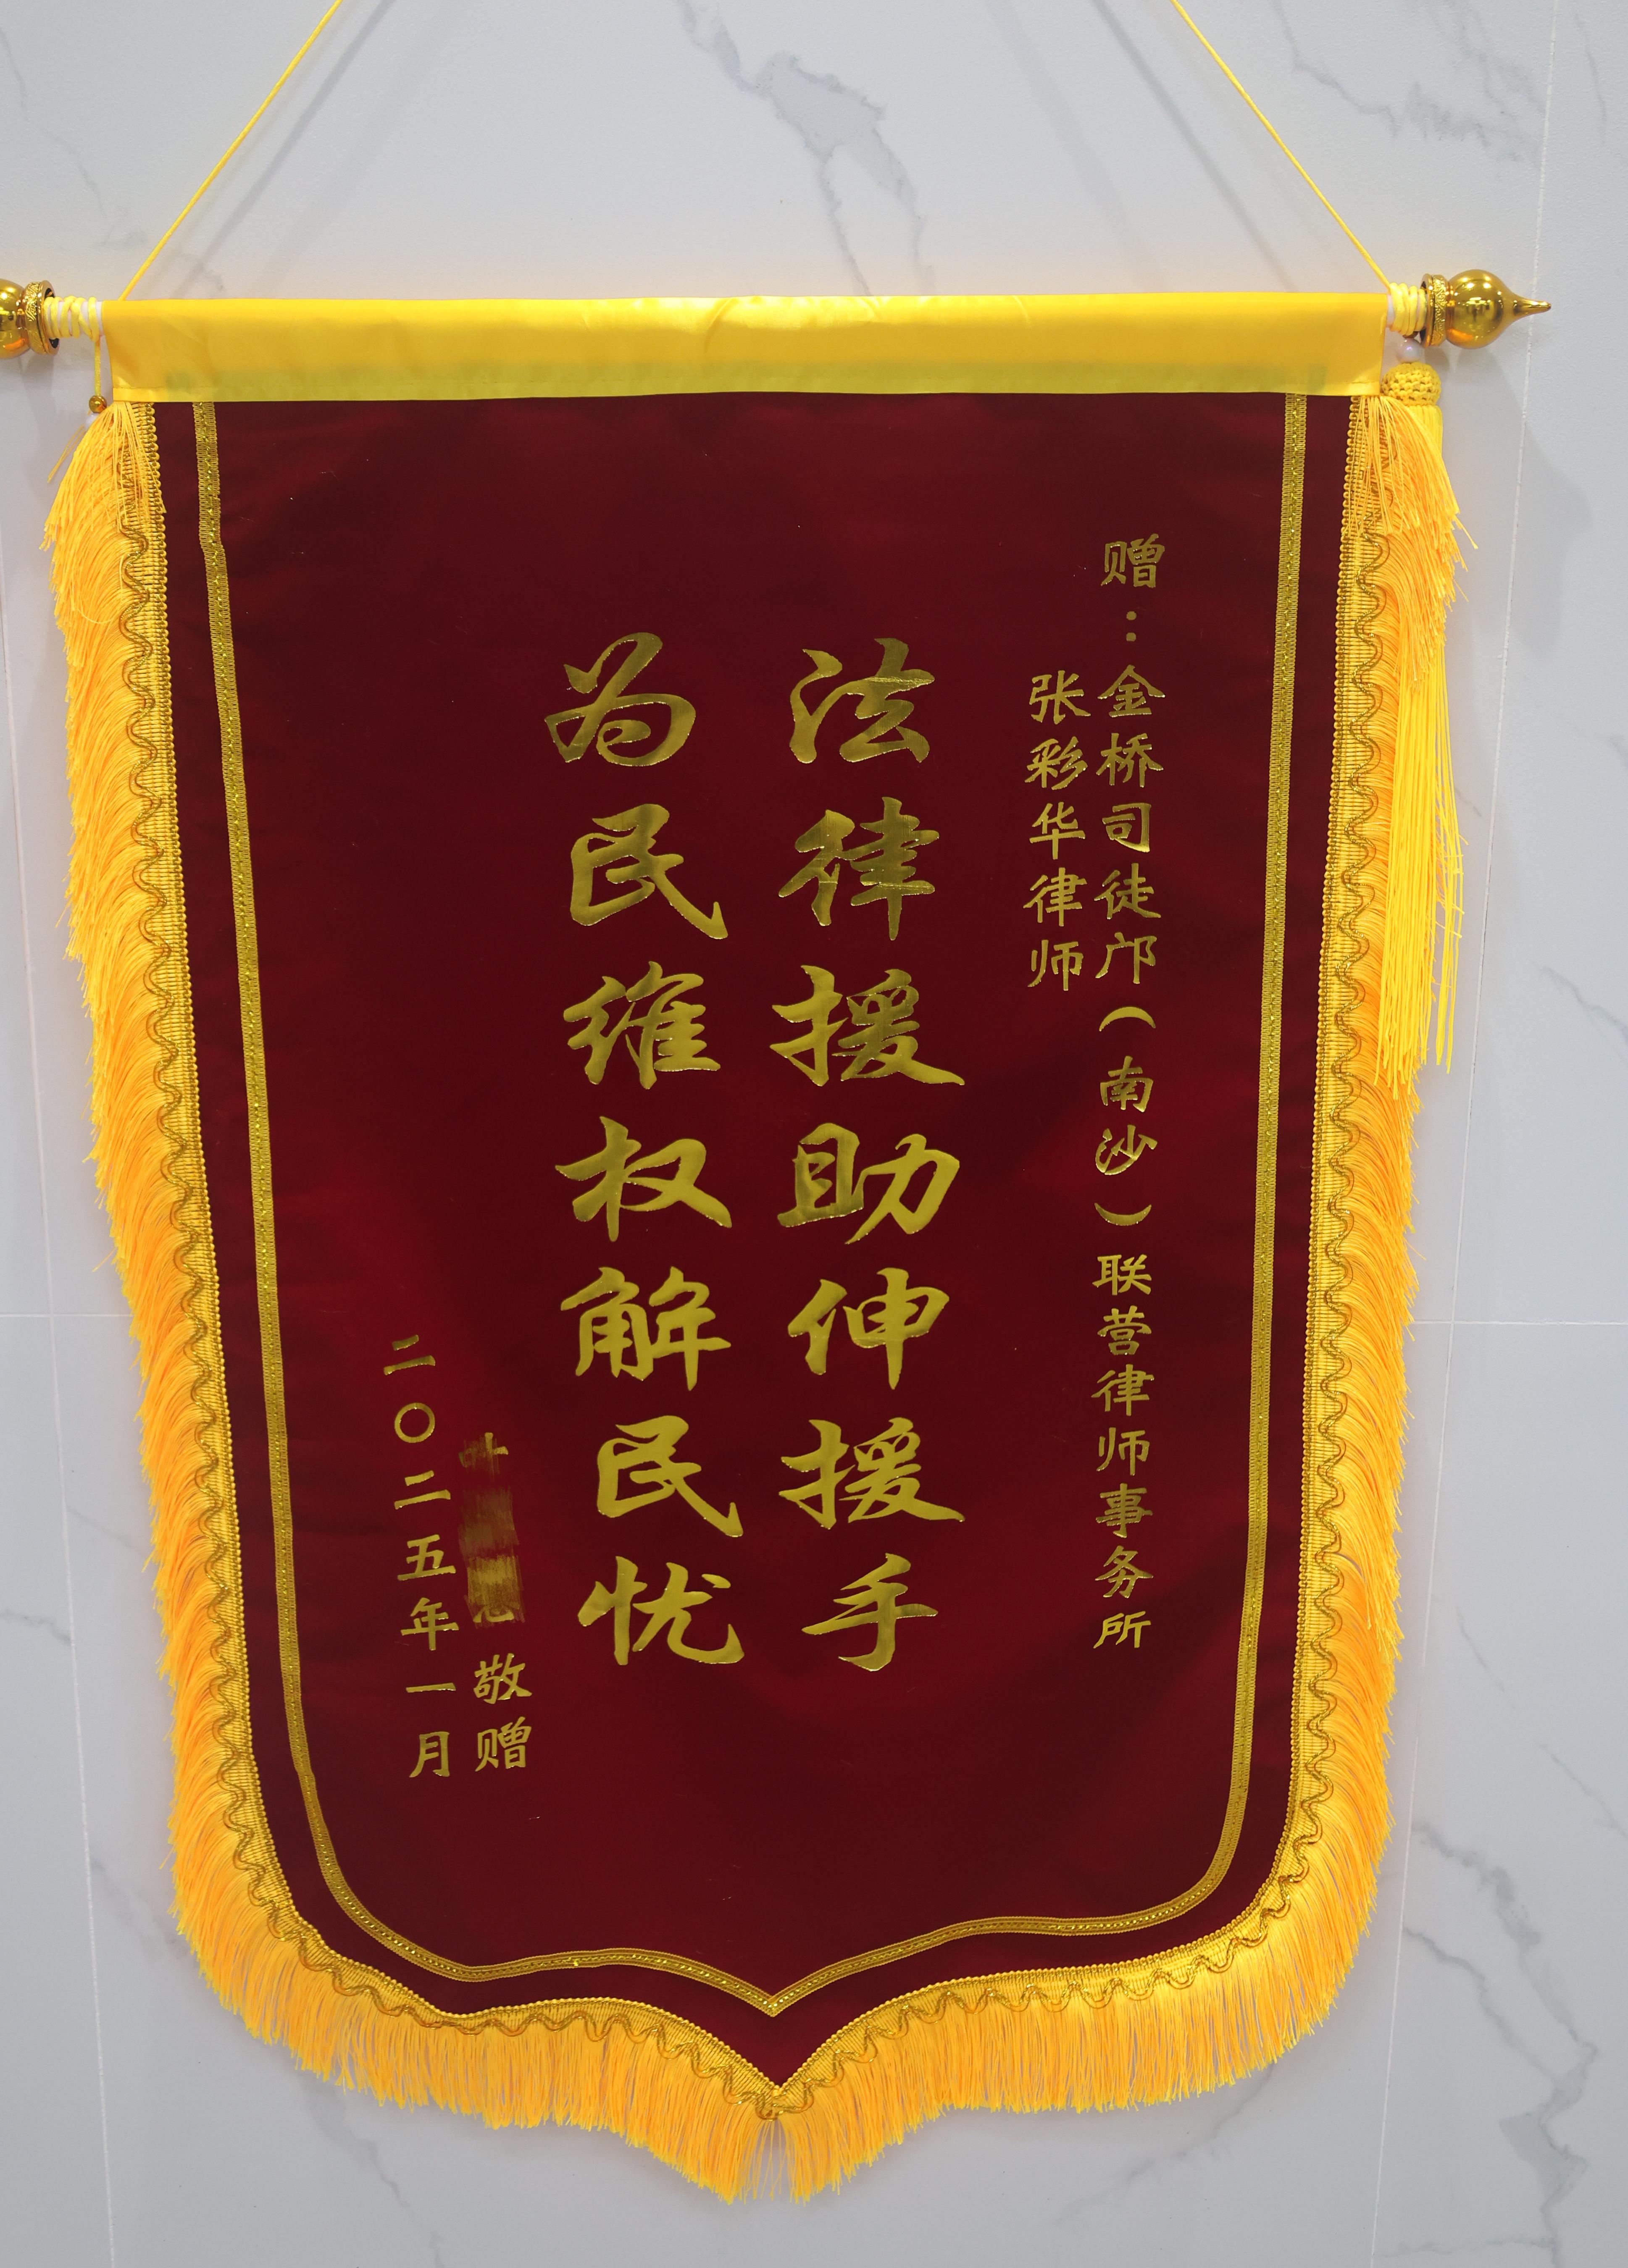 赠：金桥司徒邝（南沙）联营律师事务所
张彩华律师
法律援助伸援手
为民维权解民忧
敬赠
二〇二五年一月